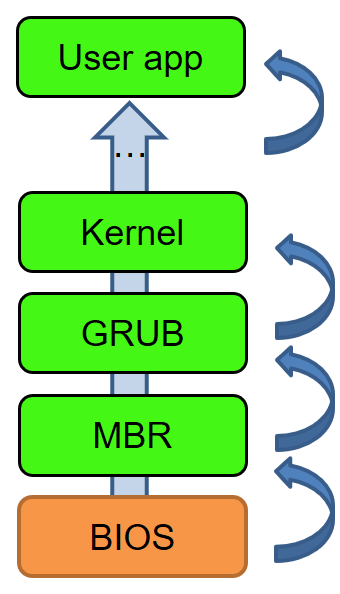 User app
...
Kernel
GRUB
MBR
BIOS